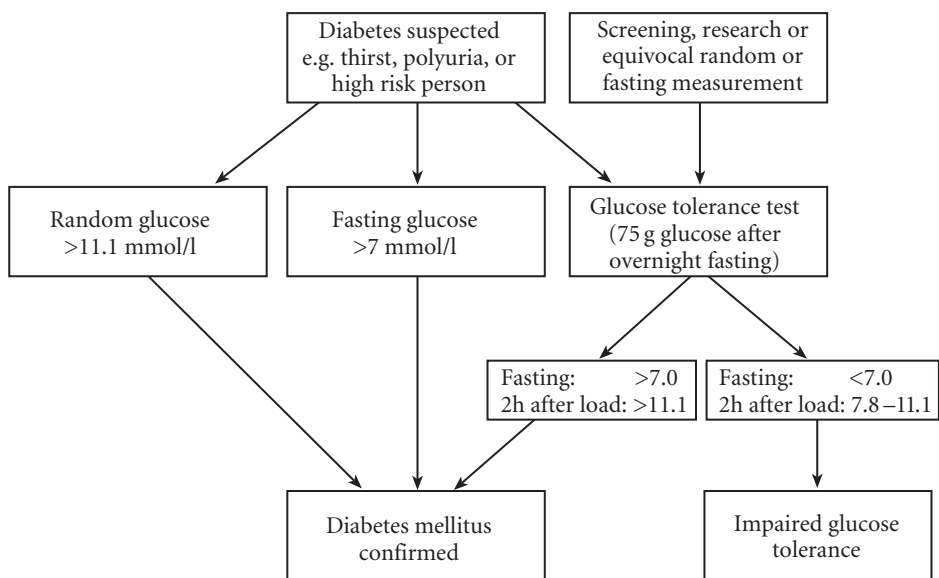 Diabetes suspected
e.g. thirst, polyuria, or
high risk person
Screening, research or
equivocal random or
fasting measurement
Random glucose
>11.1 mmol/l
Fasting glucose
>7 mmol/l
Glucose tolerance test
(75 g glucose after
overnight fasting)
Fasting: >7.0
2h after load: >11.1
Fasting: <7.0
2h after load: 7.8–11.1
Diabetes mellitus
confirmed
Impaired glucose
tolerance